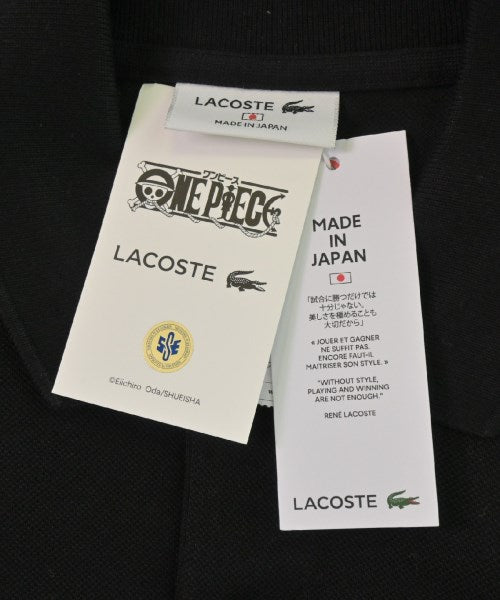 LACOSTE
MADE IN JAPAN
ワンピース
ONE PIECE
LACOSTE
©Eiichiro Oda/SHUEISHA
MADE
IN
JAPAN
「試合に勝つだけでは
十分じゃない。
美しさを極めることも
大切だから」
« JOUER ET GAGNER
NE SUFFIT PAS.
ENCORE FAUT-IL
MAITRISER SON STYLE. »
"WITHOUT STYLE,
PLAYING AND WINNING
ARE NOT ENOUGH."
RENÉ LACOSTE
LACOSTE